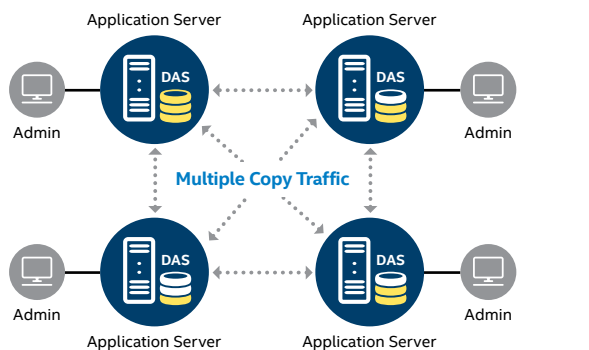 Application Server
Application Server
DAS
DAS
Admin
Admin
Multiple Copy Traffic
DAS
DAS
Admin
Admin
Application Server
Application Server